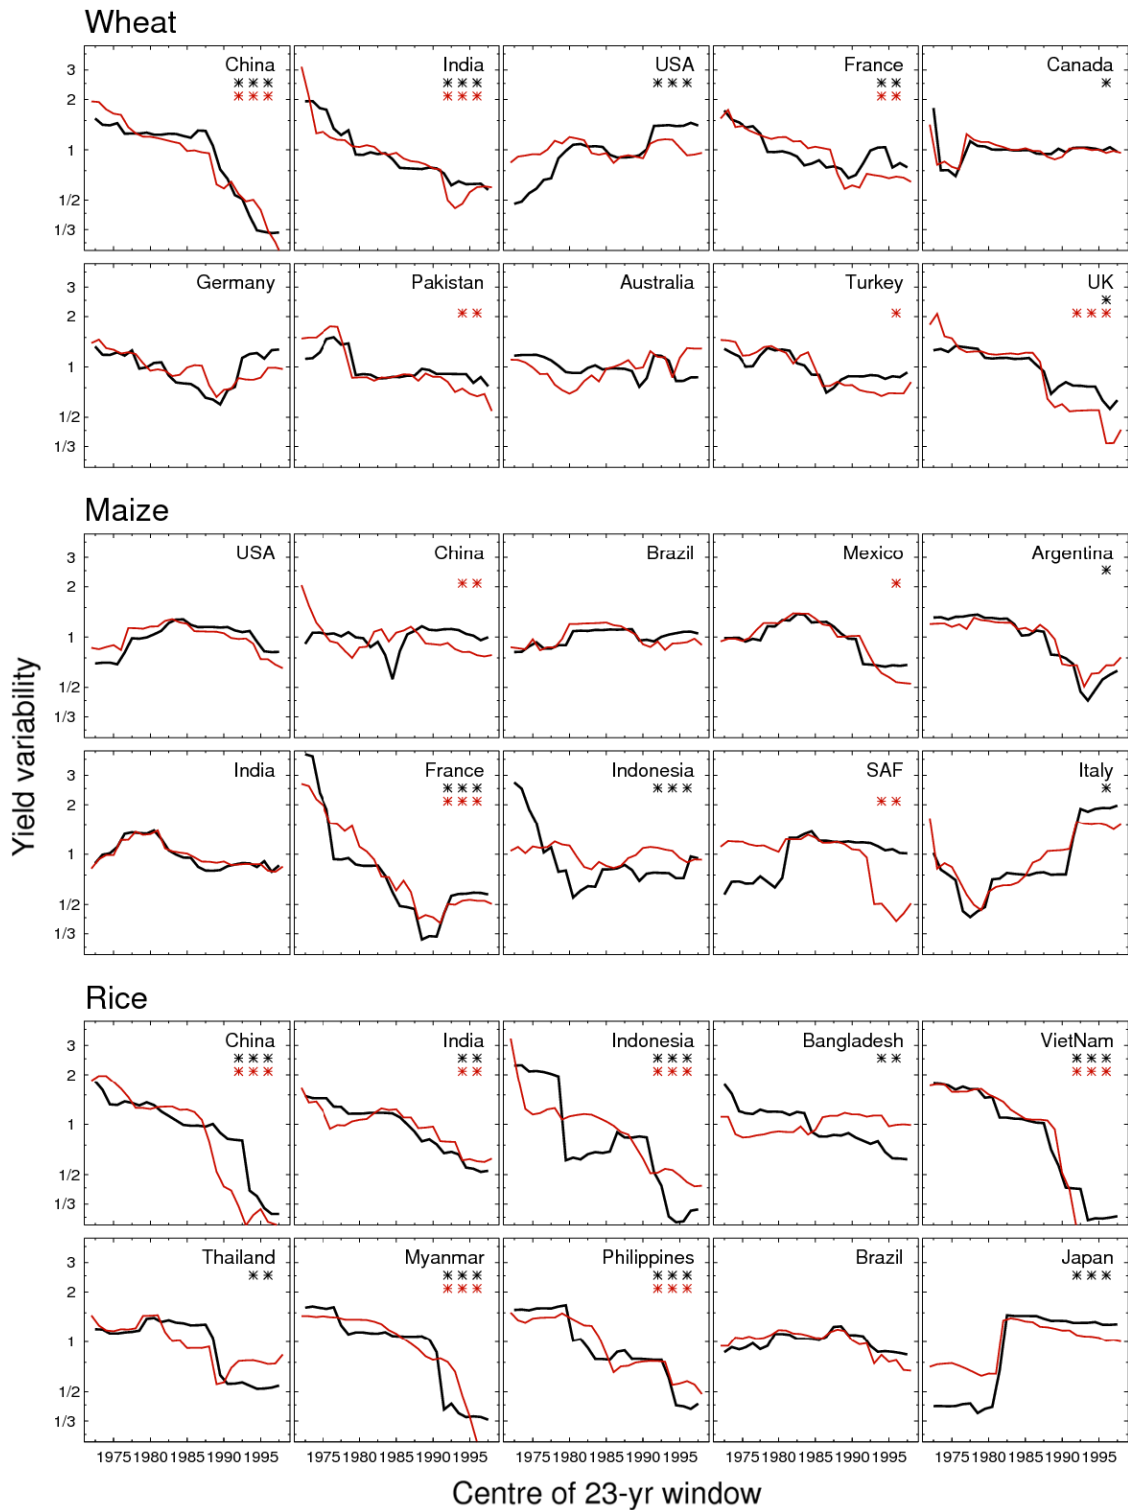 Wheat
China India USA France Canada
*** *** *** ** *
*** *** **
3
2
1
1/2
1/3
Germany Pakistan Australia Turkey UK
*
** * ***
3
2
1
1/2
1/3
Maize
USA China Brazil Mexico Argentina
** * *
3
2
1
1/2
1/3
India France Indonesia SAF Italy
*** *** *
*** **
3
2
1
1/2
1/3
Rice
China India Indonesia Bangladesh VietNam
*** ** *** ** ***
*** ** *** ***
3
2
1
1/2
1/3
Thailand Myanmar Philippines Brazil Japan
** *** *** ***
*** ***
3
2
1
1/2
1/3
1975 1980 1985 1990 1995 1975 1980 1985 1990 1995 1975 1980 1985 1990 1995 1975 1980 1985 1990 1995 1975 1980 1985 1990 1995
Yield variability
Centre of 23-yr window